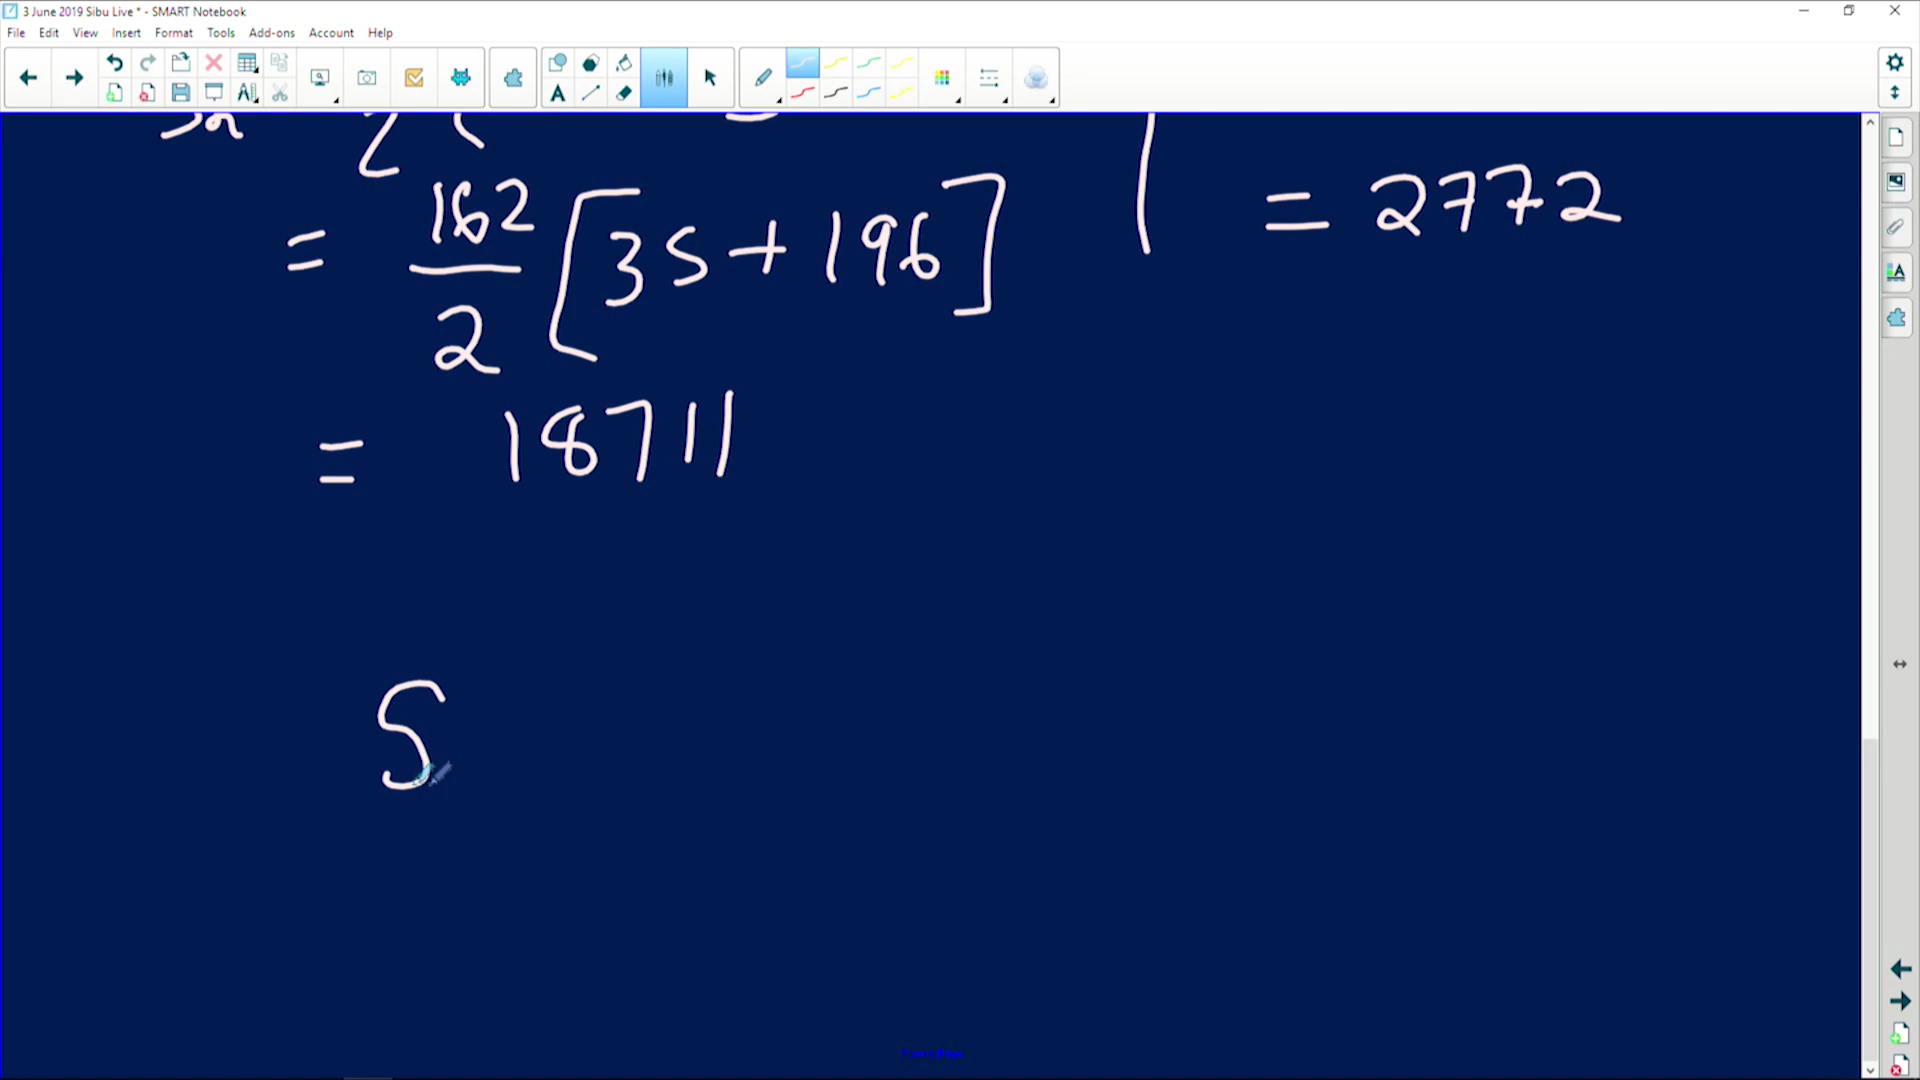 3 June 2019 Sibu Live * - SMART Notebook
File Edit View Insert Format Tools Add-ons Account Help
= 162/2 [35 + 196]
= 2772
= 18711
S